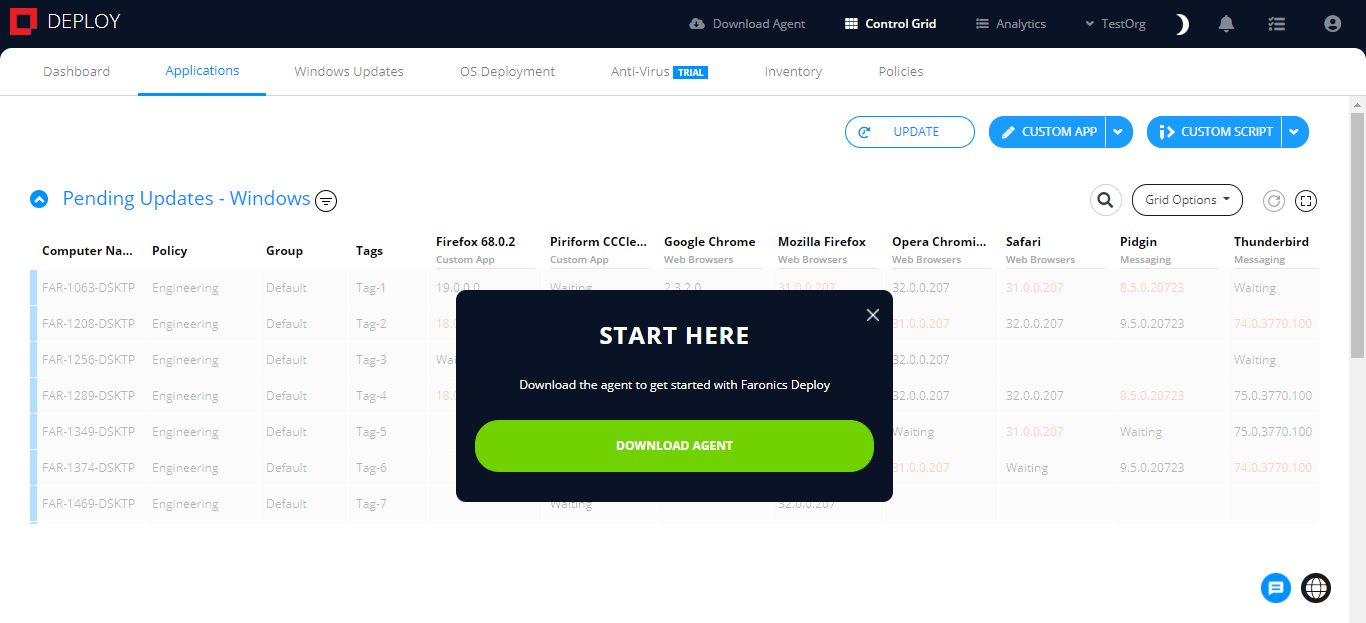 DEPLOY
Download Agent Control Grid Analytics TestOrg
Dashboard Applications Windows Updates OS Deployment Anti-Virus TRIAL Inventory Policies
UPDATE CUSTOM APP CUSTOM SCRIPT
Pending Updates - Windows Grid Options
Computer Na... Policy Group Tags Firefox 68.0.2 Piriform CCCle... Google Chrome Mozilla Firefox Opera Chromi... Safari Pidgin Thunderbird
Custom App Custom App Web Browsers Web Browsers Web Browsers Web Browsers Messaging Messaging
FAR-1063-DSKTP Engineering Default Tag-1 19.0.0.0 Waiting 2.3.2.0 31.0.0.207 32.0.0.207 31.0.0.207 8.5.0.20723 Waiting
FAR-1208-DSKTP Engineering Default Tag-2 31.0.0.207 32.0.0.207 9.5.0.20723 74.0.3770.100
FAR-1256-DSKTP Engineering Default Tag-3 32.0.0.207 Waiting
FAR-1289-DSKTP Engineering Default Tag-4 32.0.0.207 32.0.0.207 8.5.0.20723 75.0.3770.100
FAR-1349-DSKTP Engineering Default Tag-5 Waiting 31.0.0.207 Waiting 75.0.3770.100
FAR-1374-DSKTP Engineering Default Tag-6 31.0.0.207 Waiting 9.5.0.20723 74.0.3770.100
FAR-1469-DSKTP Engineering Default Tag-7 Waiting 32.0.0.207
START HERE
Download the agent to get started with Faronics Deploy
DOWNLOAD AGENT